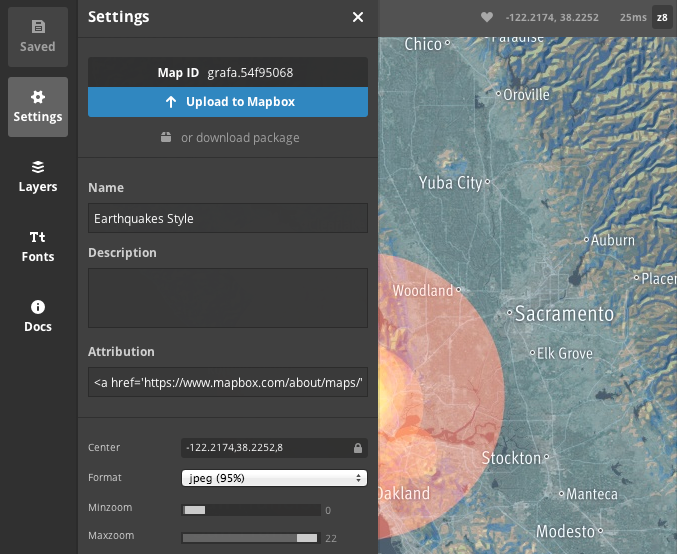 Saved
Settings
Layers
Tt
Fonts
Docs
Settings
Map ID grafa.54f95068
Upload to Mapbox
or download package
Name
Earthquakes Style
Description
Attribution
<a href='https://www.mapbox.com/about/maps/'
Center
-122.2174,38.2252,8
Format
jpeg (95%)
Minzoom
0
Maxzoom
22
-122.2174, 38.2252
25ms
z8
Paradise
Chico
Oroville
Yuba City
Auburn
Placer
Woodland
Sacramento
Elk Grove
Stockton
Oakland
Manteca
Modesto